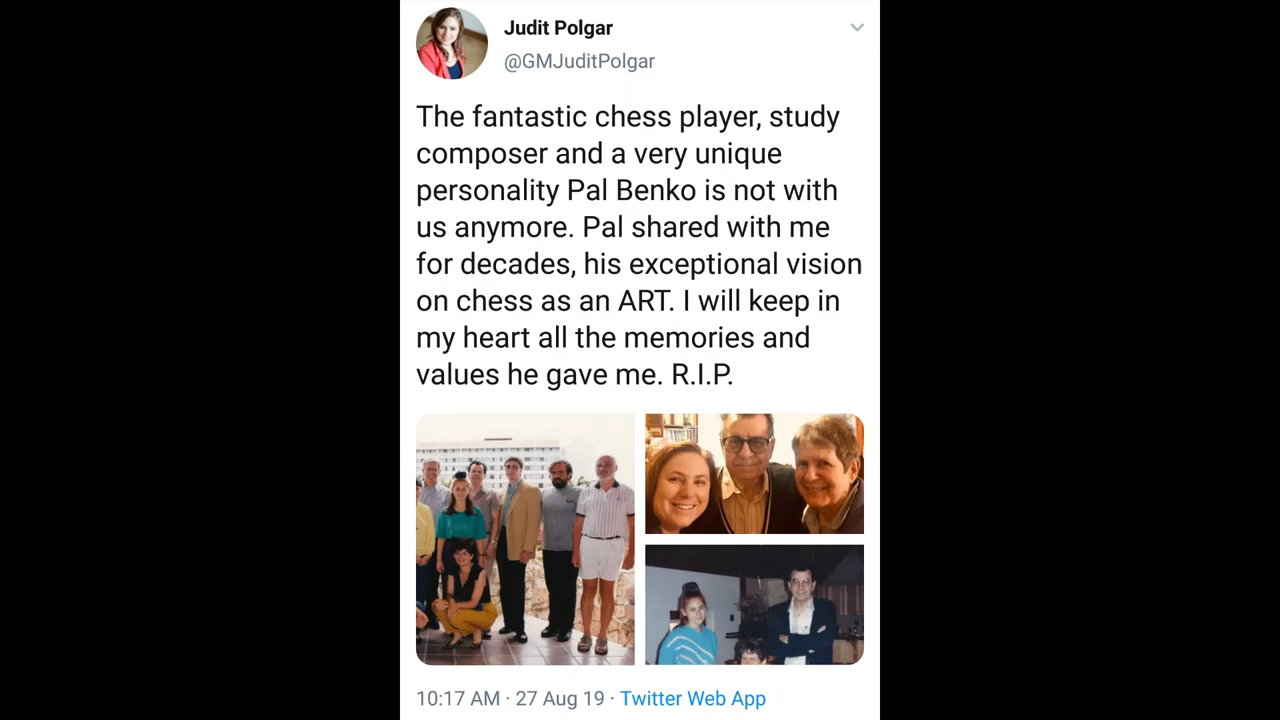 Judit Polgar
@GMJuditPolgar
The fantastic chess player, study
composer and a very unique
personality Pal Benko is not with
us anymore. Pal shared with me
for decades, his exceptional vision
on chess as an ART. I will keep in
my heart all the memories and
values he gave me. R.I.P.
10:17 AM · 27 Aug 19 · Twitter Web App